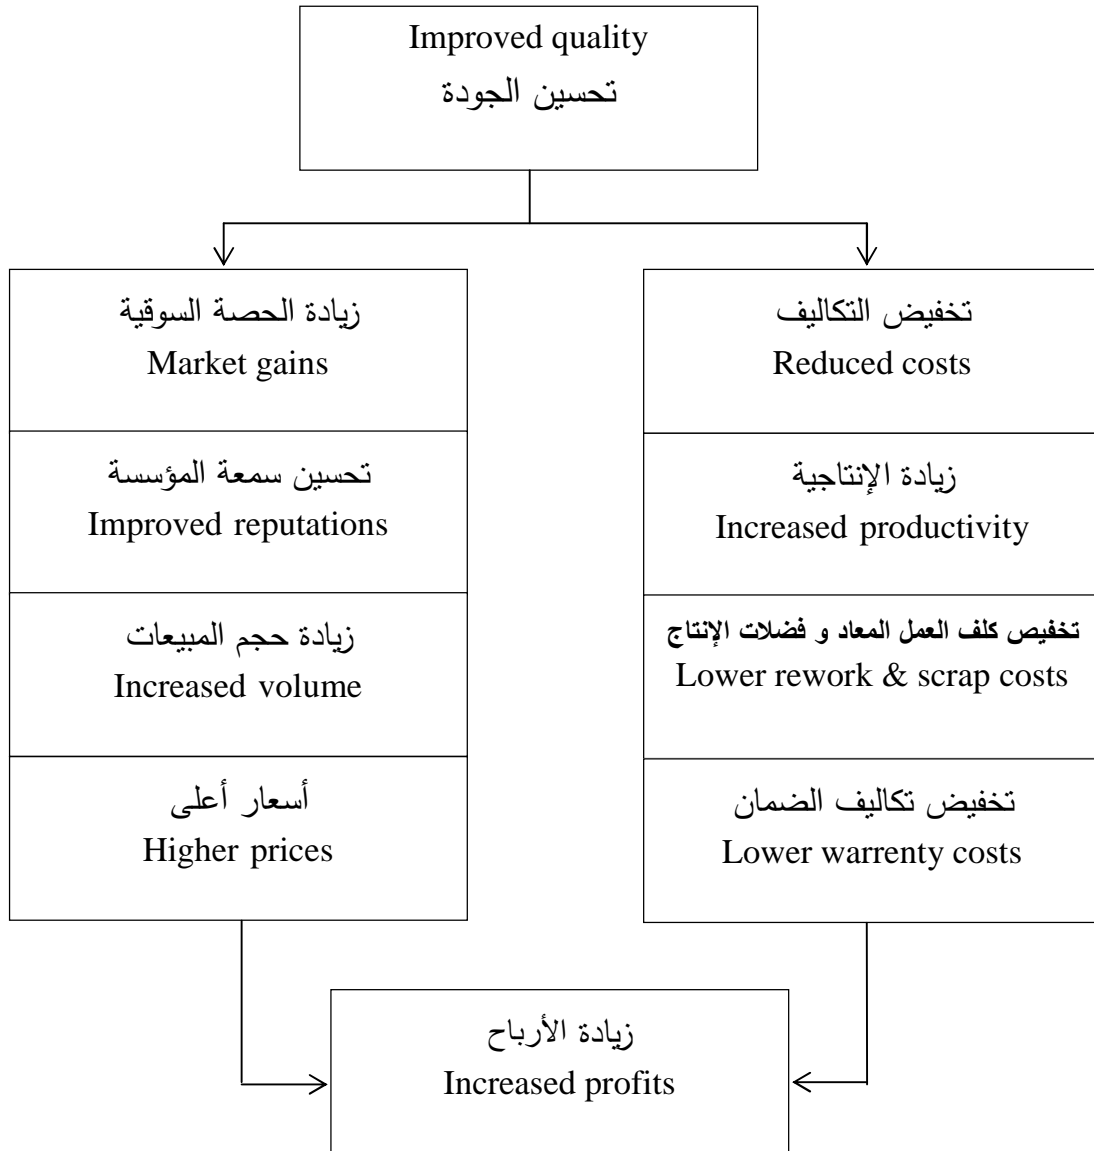 Improved quality
تحسين الجودة
زيادة الحصة السوقية
Market gains
تحسين سمعة المؤسسة
Improved reputations
زيادة حجم المبيعات
Increased volume
أسعار أعلى
Higher prices
تخفيض التكاليف
Reduced costs
زيادة الإنتاجية
Increased productivity
تخفيص كلف العمل المعاد و فضلات الإنتاج
Lower rework & scrap costs
تخفيض تكاليف الضمان
Lower warrenty costs
زيادة الأرباح
Increased profits